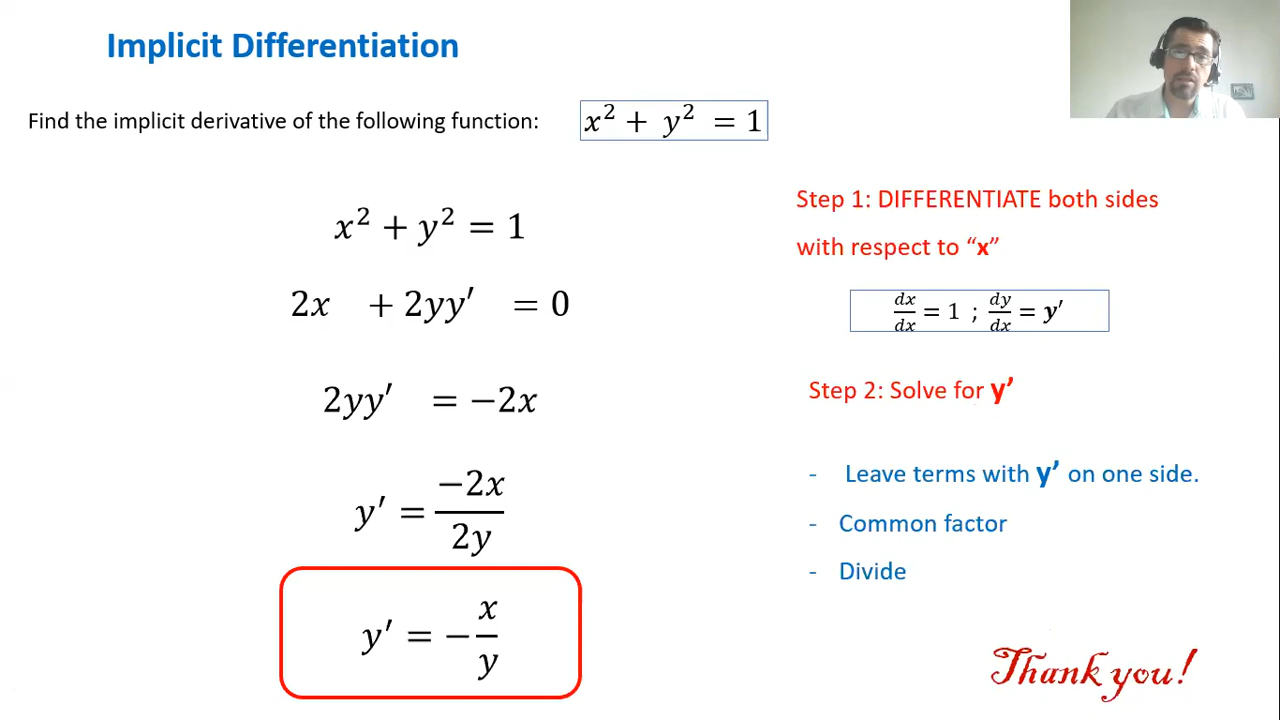 Implicit Differentiation
Find the implicit derivative of the following function: x² + y² = 1
x² + y² = 1
2x + 2yy′ = 0
2yy′ = −2x
y′ = −2x/2y
y′ = −x/y
Step 1: DIFFERENTIATE both sides
with respect to “x”
dx/dx = 1 ; dy/dx = y′
Step 2: Solve for y’
- Leave terms with y’ on one side.
- Common factor
- Divide
Thank you!